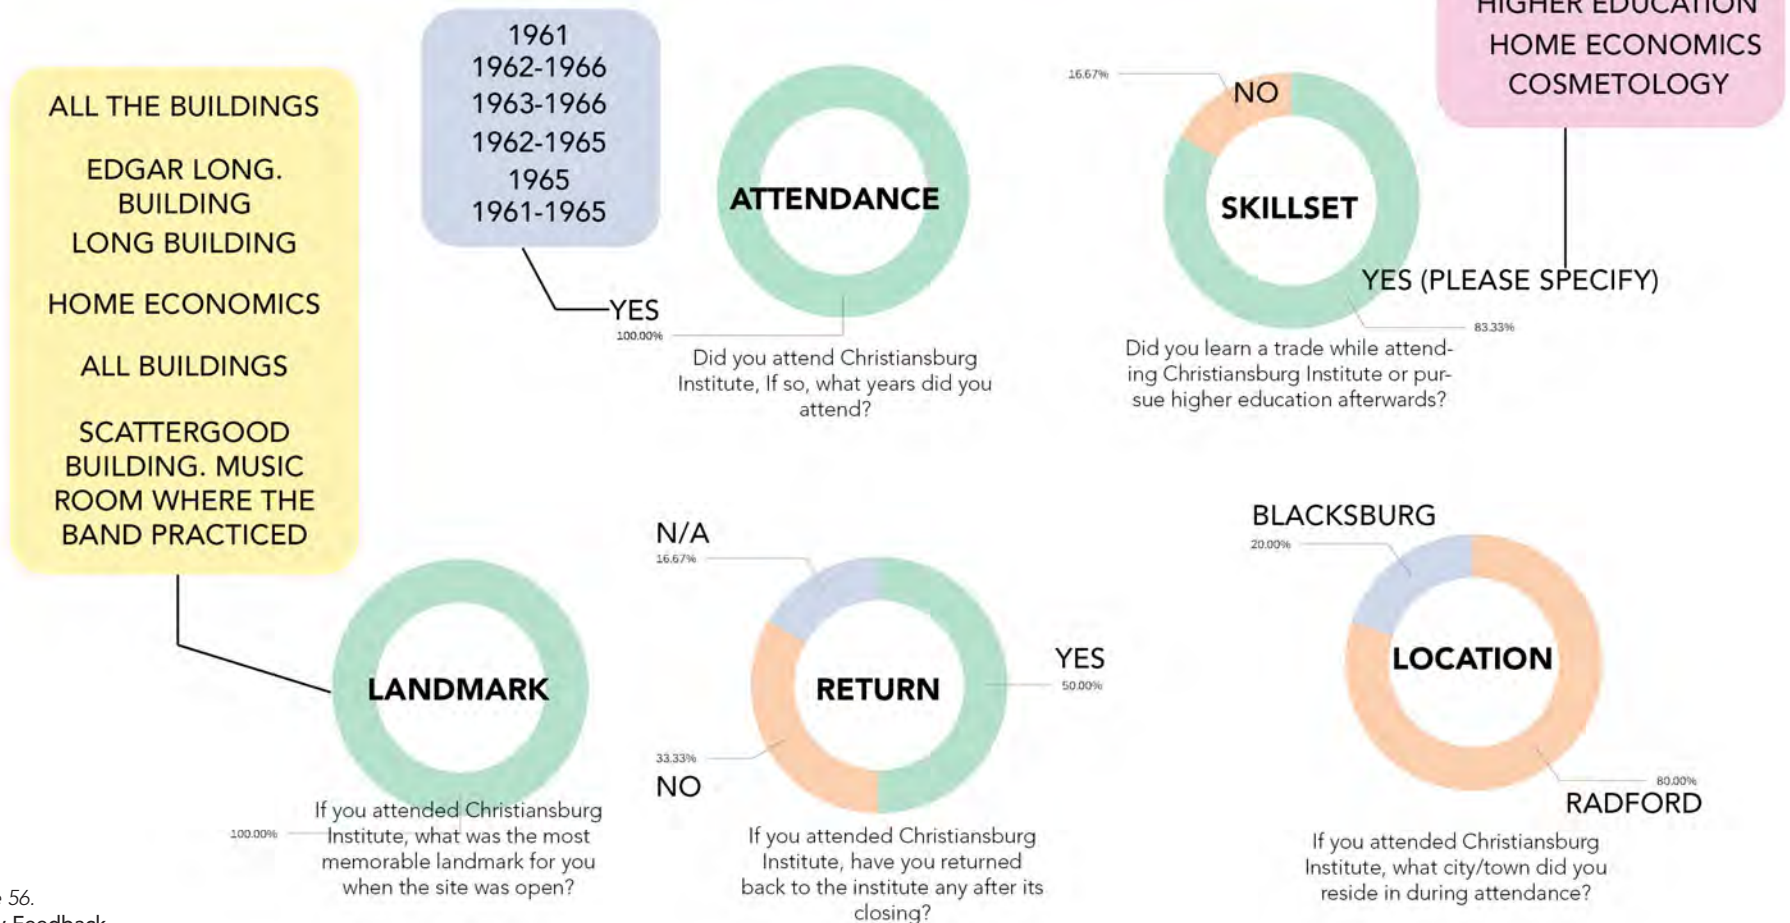 ALL THE BUILDINGS
EDGAR LONG.
BUILDING
LONG BUILDING
HOME ECONOMICS
ALL BUILDINGS
SCATTERGOOD
BUILDING. MUSIC
ROOM WHERE THE
BAND PRACTICED
1961
1962-1966
1963-1966
1962-1965
1965
1961-1965
YES
100.00%
ATTENDANCE
Did you attend Christiansburg
Institute, If so, what years did you
attend?
16.67%
NO
SKILLSET
HIGHER EDUCATION
HOME ECONOMICS
COSMETOLOGY
YES (PLEASE SPECIFY)
83.33%
Did you learn a trade while attend-
ing Christiansburg Institute or pur-
sue higher education afterwards?
LANDMARK
100.00%
If you attended Christiansburg
Institute, what was the most
memorable landmark for you
when the site was open?
N/A
16.67%
RETURN
YES
50.00%
33.33%
NO
If you attended Christiansburg
Institute, have you returned
back to the institute any after its
closing?
BLACKSBURG
20.00%
LOCATION
80.00%
RADFORD
If you attended Christiansburg
Institute, what city/town did you
reside in during attendance?
56.
Feedback